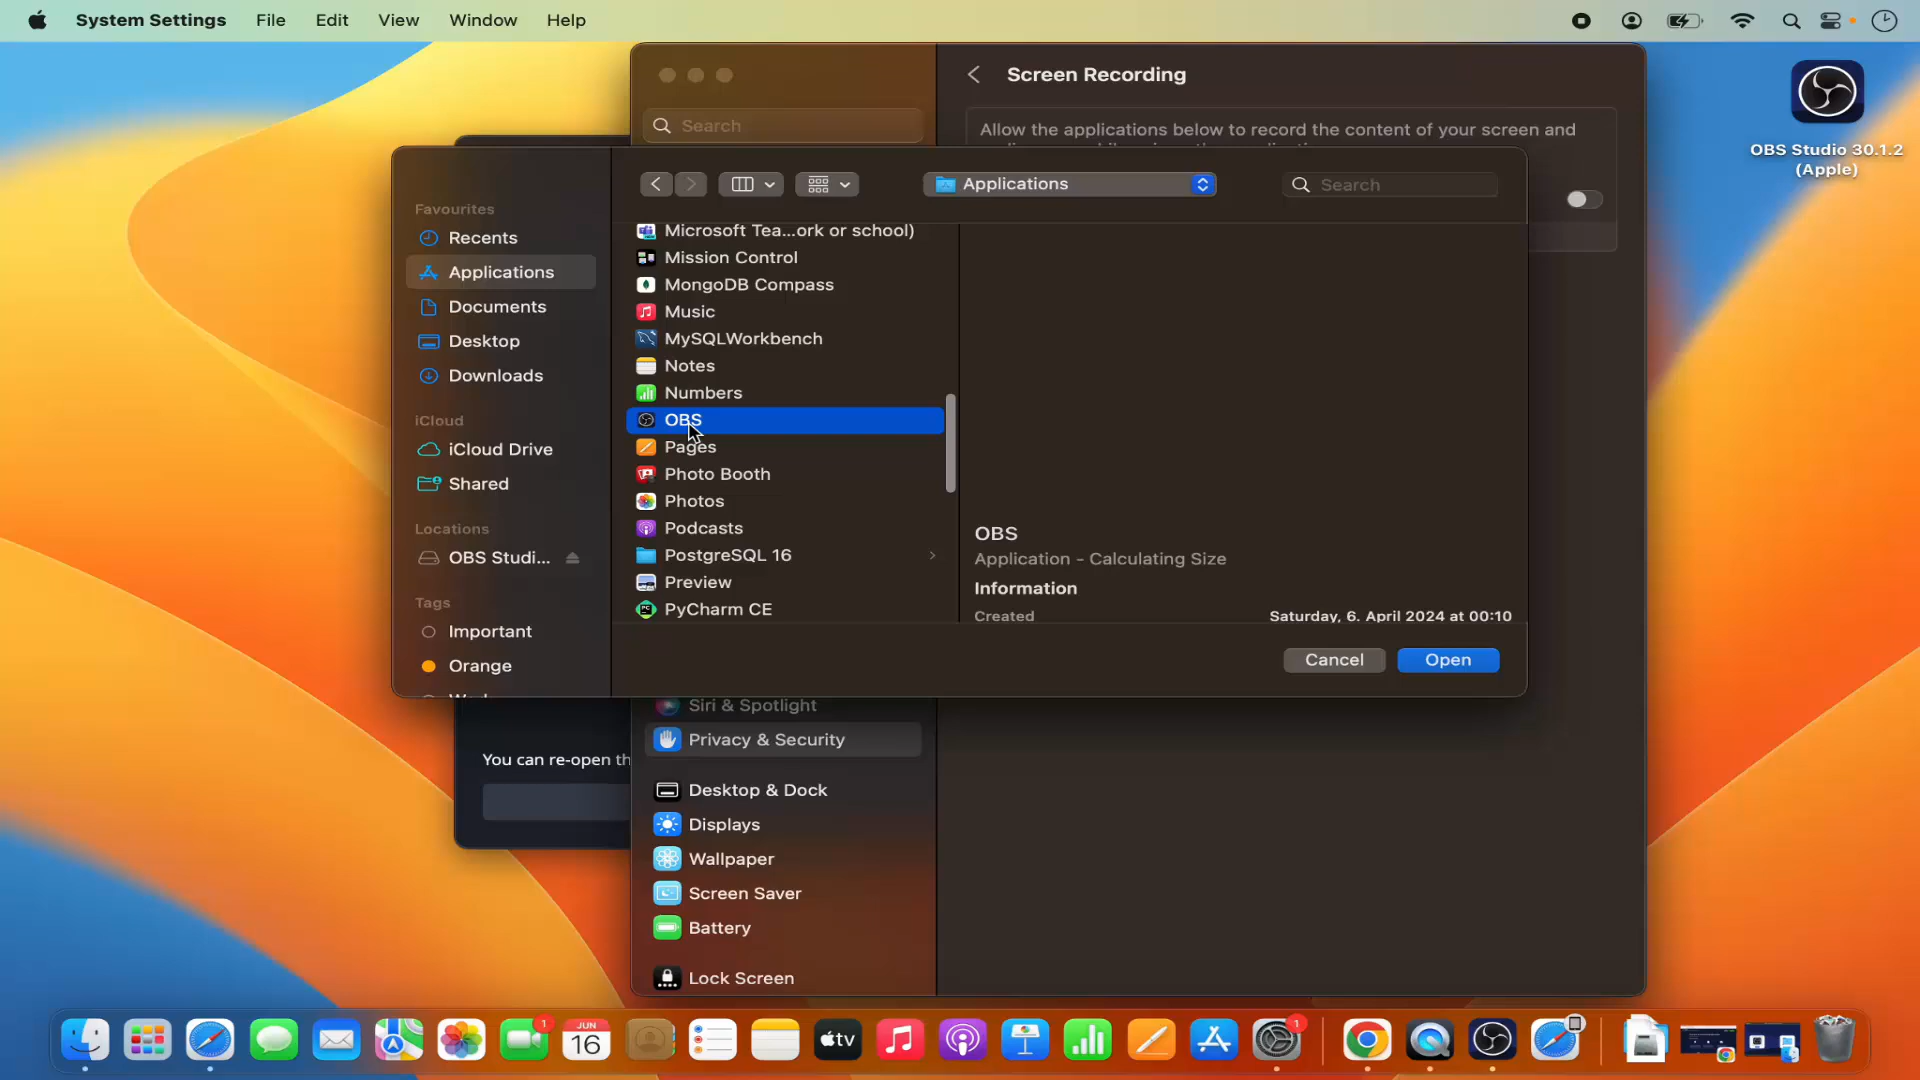 System Settings File Edit View Window Help
Screen Recording
Search
Allow the applications below to record the content of your screen and
OBS Studio 30.1.2
(Apple)
Applications
Search
Favourites
Recents
Applications
Documents
Desktop
Downloads
iCloud
iCloud Drive
Shared
Locations
OBS Studi...
Tags
Important
Orange
Microsoft Tea...ork or school)
Mission Control
MongoDB Compass
Music
MySQLWorkbench
Notes
Numbers
OBS
Pages
Photo Booth
Photos
Podcasts
PostgreSQL 16
Preview
PyCharm CE
OBS
Application - Calculating Size
Information
Created Saturday, 6. April 2024 at 00:10
Cancel Open
Siri & Spotlight
Privacy & Security
You can re-open th
Desktop & Dock
Displays
Wallpaper
Screen Saver
Battery
Lock Screen
1
JUN
16
tv
1